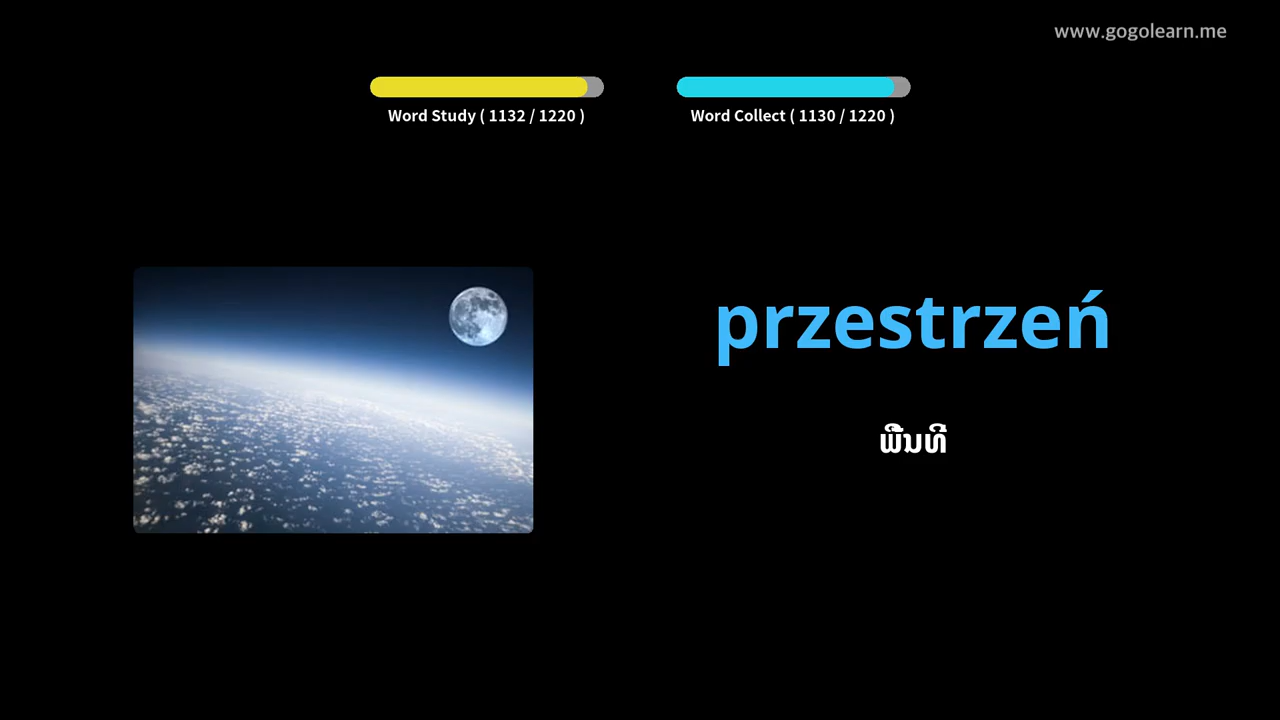 www.gogolearn.me
Word Study ( 1132 / 1220 )
Word Collect ( 1130 / 1220 )
przestrzeń
ພື້ນທີ່